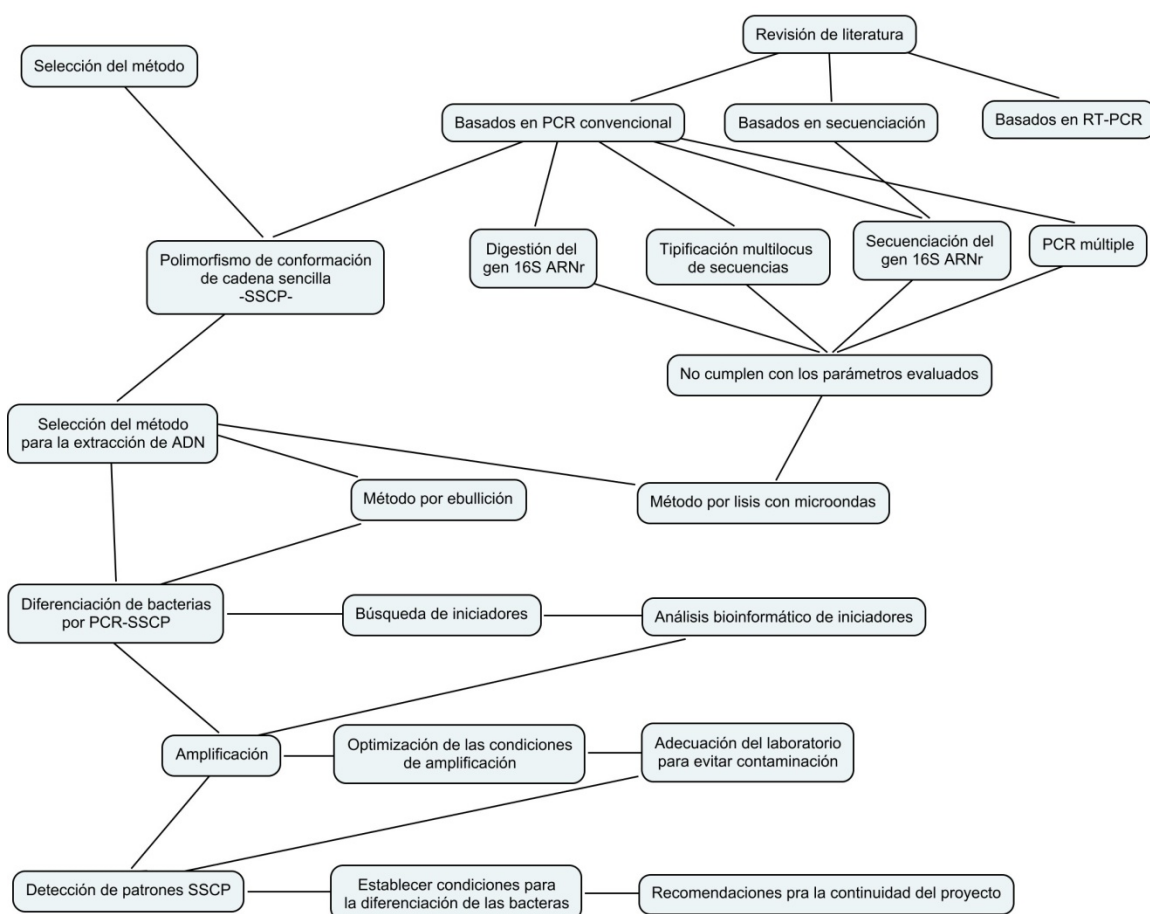 Revisión de literatura
Selección del método
Basados en PCR convencional
Basados en secuenciación
Basados en RT-PCR
Polimorfismo de conformación
de cadena sencilla
-SSCP-
Digestión del
gen 16S ARNr
Tipificación multilocus
de secuencias
Secuenciación del
gen 16S ARNr
PCR múltiple
No cumplen con los parámetros evaluados
Selección del método
para la extracción de ADN
Método por ebullición
Método por lisis con microondas
Diferenciación de bacterias
por PCR-SSCP
Búsqueda de iniciadores
Análisis bioinformático de iniciadores
Amplificación
Optimización de las condiciones
de amplificación
Adecuación del laboratorio
para evitar contaminación
Detección de patrones SSCP
Establecer condiciones para
la diferenciación de las bacteras
Recomendaciones pra la continuidad del proyecto